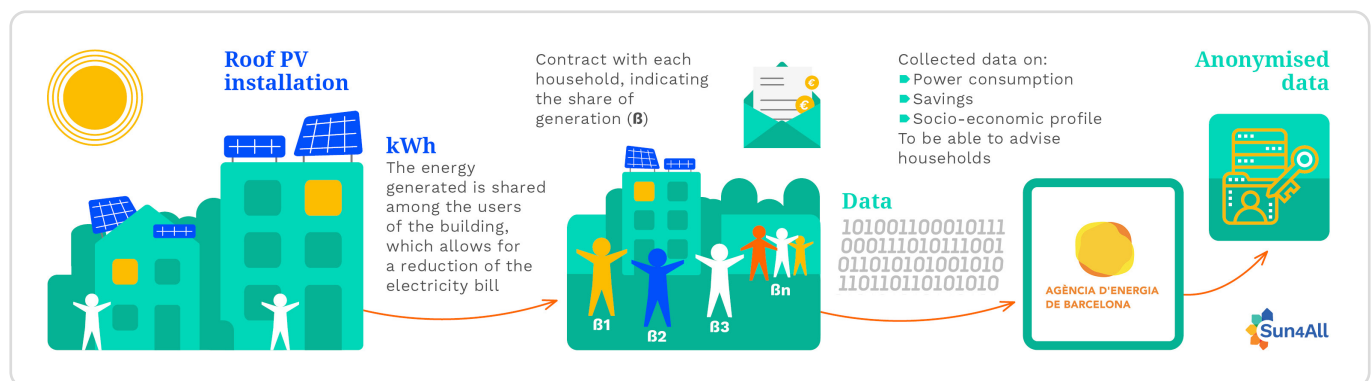 Roof PV
installation
kWh
The energy
generated is shared
among the users
of the building,
which allows for
a reduction of the
electricity bill
Contract with each
household, indicating
the share of
generation (ß)
€
€
ß1
ß2
ß3
ßn
Data
101001100010111
000111010111001
011010101001010
110110110101010
Collected data on:
Power consumption
Savings
Socio-economic profile
To be able to advise
households
AGÈNCIA D'ENERGIA
DE BARCELONA
Anonymised
data
Sun4All